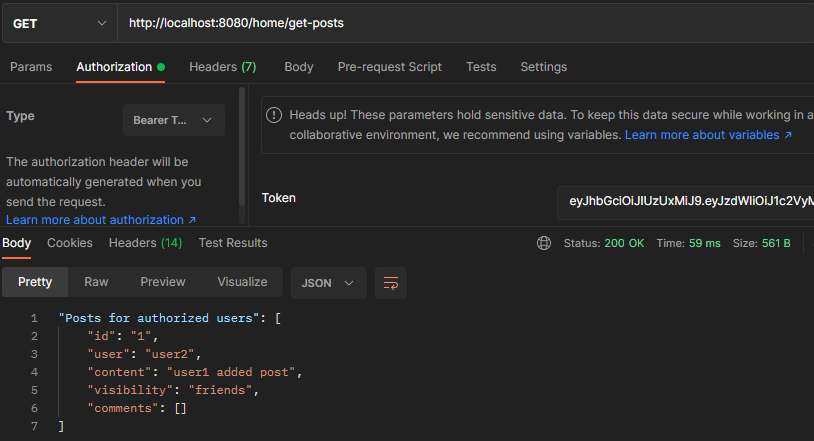 GET http://localhost:8080/home/get-posts
Params Authorization Headers (7) Body Pre-request Script Tests Settings
Type Bearer T...
The authorization header will be
automatically generated when you
send the request.
Learn more about authorization ↗
Heads up! These parameters hold sensitive data. To keep this data secure while working in a
collaborative environment, we recommend using variables. Learn more about variables ↗
Token eyJhbGciOiJIUzUxMiJ9.eyJzdWIiOiJ1c2VyM
Body Cookies Headers (14) Test Results Status: 200 OK Time: 59 ms Size: 561 B
Pretty Raw Preview Visualize JSON
1 "Posts for authorized users": [
2 "id": "1",
3 "user": "user2",
4 "content": "user1 added post",
5 "visibility": "friends",
6 "comments": []
7 ]